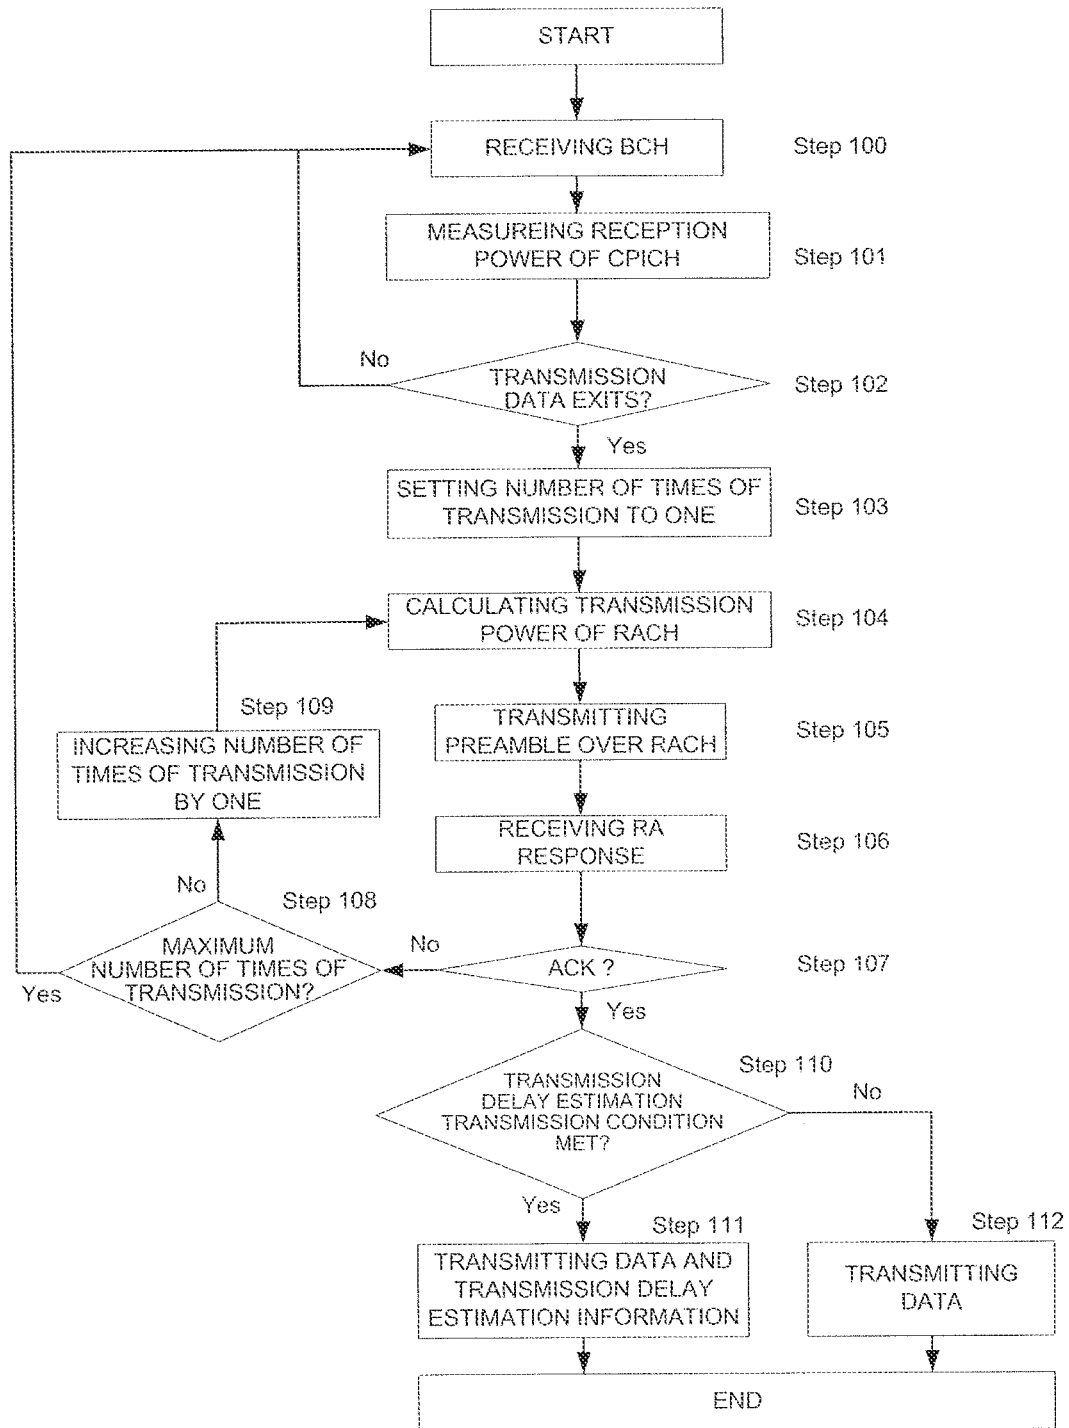 START
RECEIVING BCH
Step 100
MEASUREING RECEPTION
POWER OF CPICH
Step 101
No
TRANSMISSION
DATA EXITS?
Step 102
Yes
SETTING NUMBER OF TIMES OF
TRANSMISSION TO ONE
Step 103
CALCULATING TRANSMISSION
POWER OF RACH
Step 104
Step 109
INCREASING NUMBER OF
TIMES OF TRANSMISSION
BY ONE
TRANSMITTING
PREAMBLE OVER RACH
Step 105
RECEIVING RA
RESPONSE
Step 106
No
Step 108
MAXIMUM
NUMBER OF TIMES OF
TRANSMISSION?
Yes
No
ACK ?
Step 107
Yes
Step 110
TRANSMISSION
DELAY ESTIMATION
TRANSMISSION CONDITION
MET?
No
Yes
Step 111
TRANSMITTING DATA AND
TRANSMISSION DELAY
ESTIMATION INFORMATION
Step 112
TRANSMITTING
DATA
END